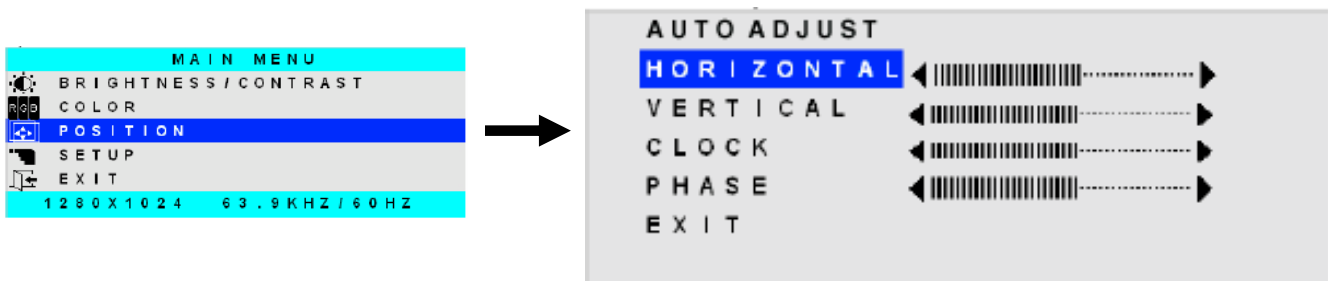 MAIN MENU
BRIGHTNESS/CONTRAST
RGB COLOR
POSITION
SETUP
EXIT
1280X1024 63.9KHZ/60HZ
AUTO ADJUST
HORIZONTAL
VERTICAL
CLOCK
PHASE
EXIT